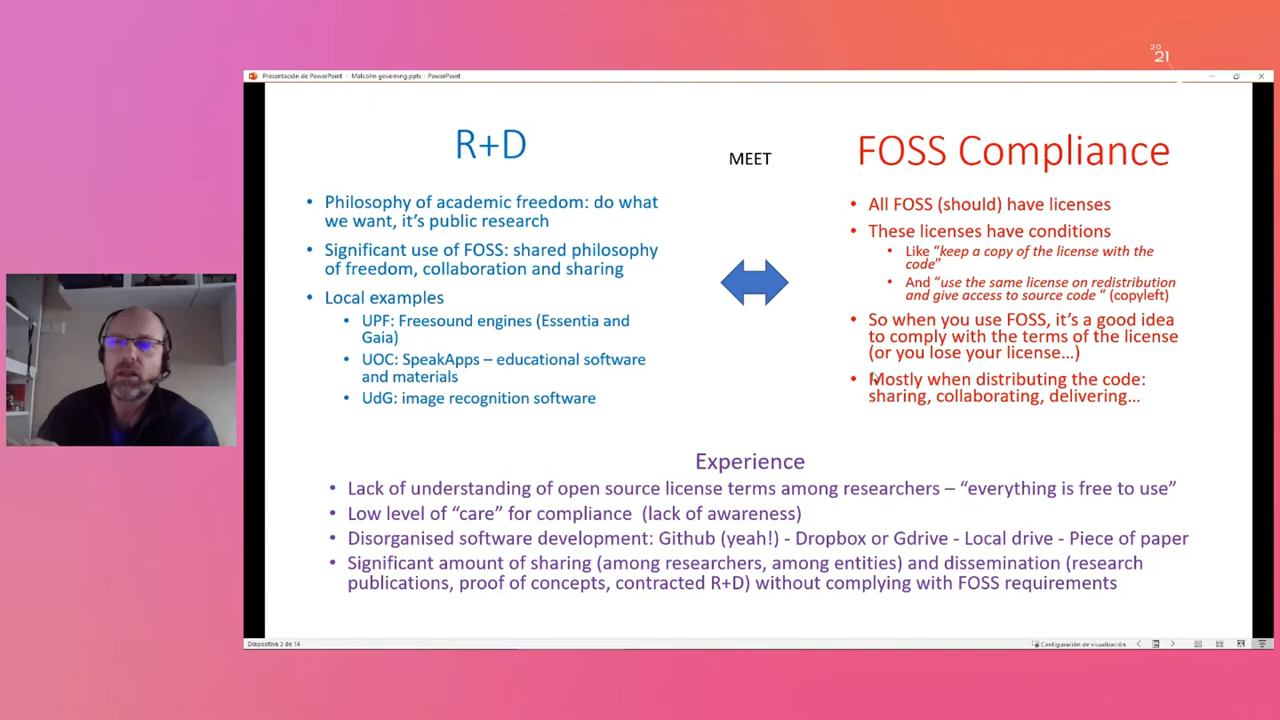 20
21
Presentación de PowerPoint - Malcolm governing.pptx - PowerPoint
R+D
MEET
FOSS Compliance
• Philosophy of academic freedom: do what
we want, it’s public research
• Significant use of FOSS: shared philosophy
of freedom, collaboration and sharing
• Local examples
• UPF: Freesound engines (Essentia and
Gaia)
• UOC: SpeakApps – educational software
and materials
• UdG: image recognition software
• All FOSS (should) have licenses
• These licenses have conditions
• Like “keep a copy of the license with the
code”
• And “use the same license on redistribution
and give access to source code “ (copyleft)
• So when you use FOSS, it’s a good idea
to comply with the terms of the license
(or you lose your license…)
• Mostly when distributing the code:
sharing, collaborating, delivering…
Experience
• Lack of understanding of open source license terms among researchers – “everything is free to use”
• Low level of “care” for compliance (lack of awareness)
• Disorganised software development: Github (yeah!) - Dropbox or Gdrive - Local drive - Piece of paper
• Significant amount of sharing (among researchers, among entities) and dissemination (research
publications, proof of concepts, contracted R+D) without complying with FOSS requirements
Diapositiva 2 de 14
Configuración de visualización